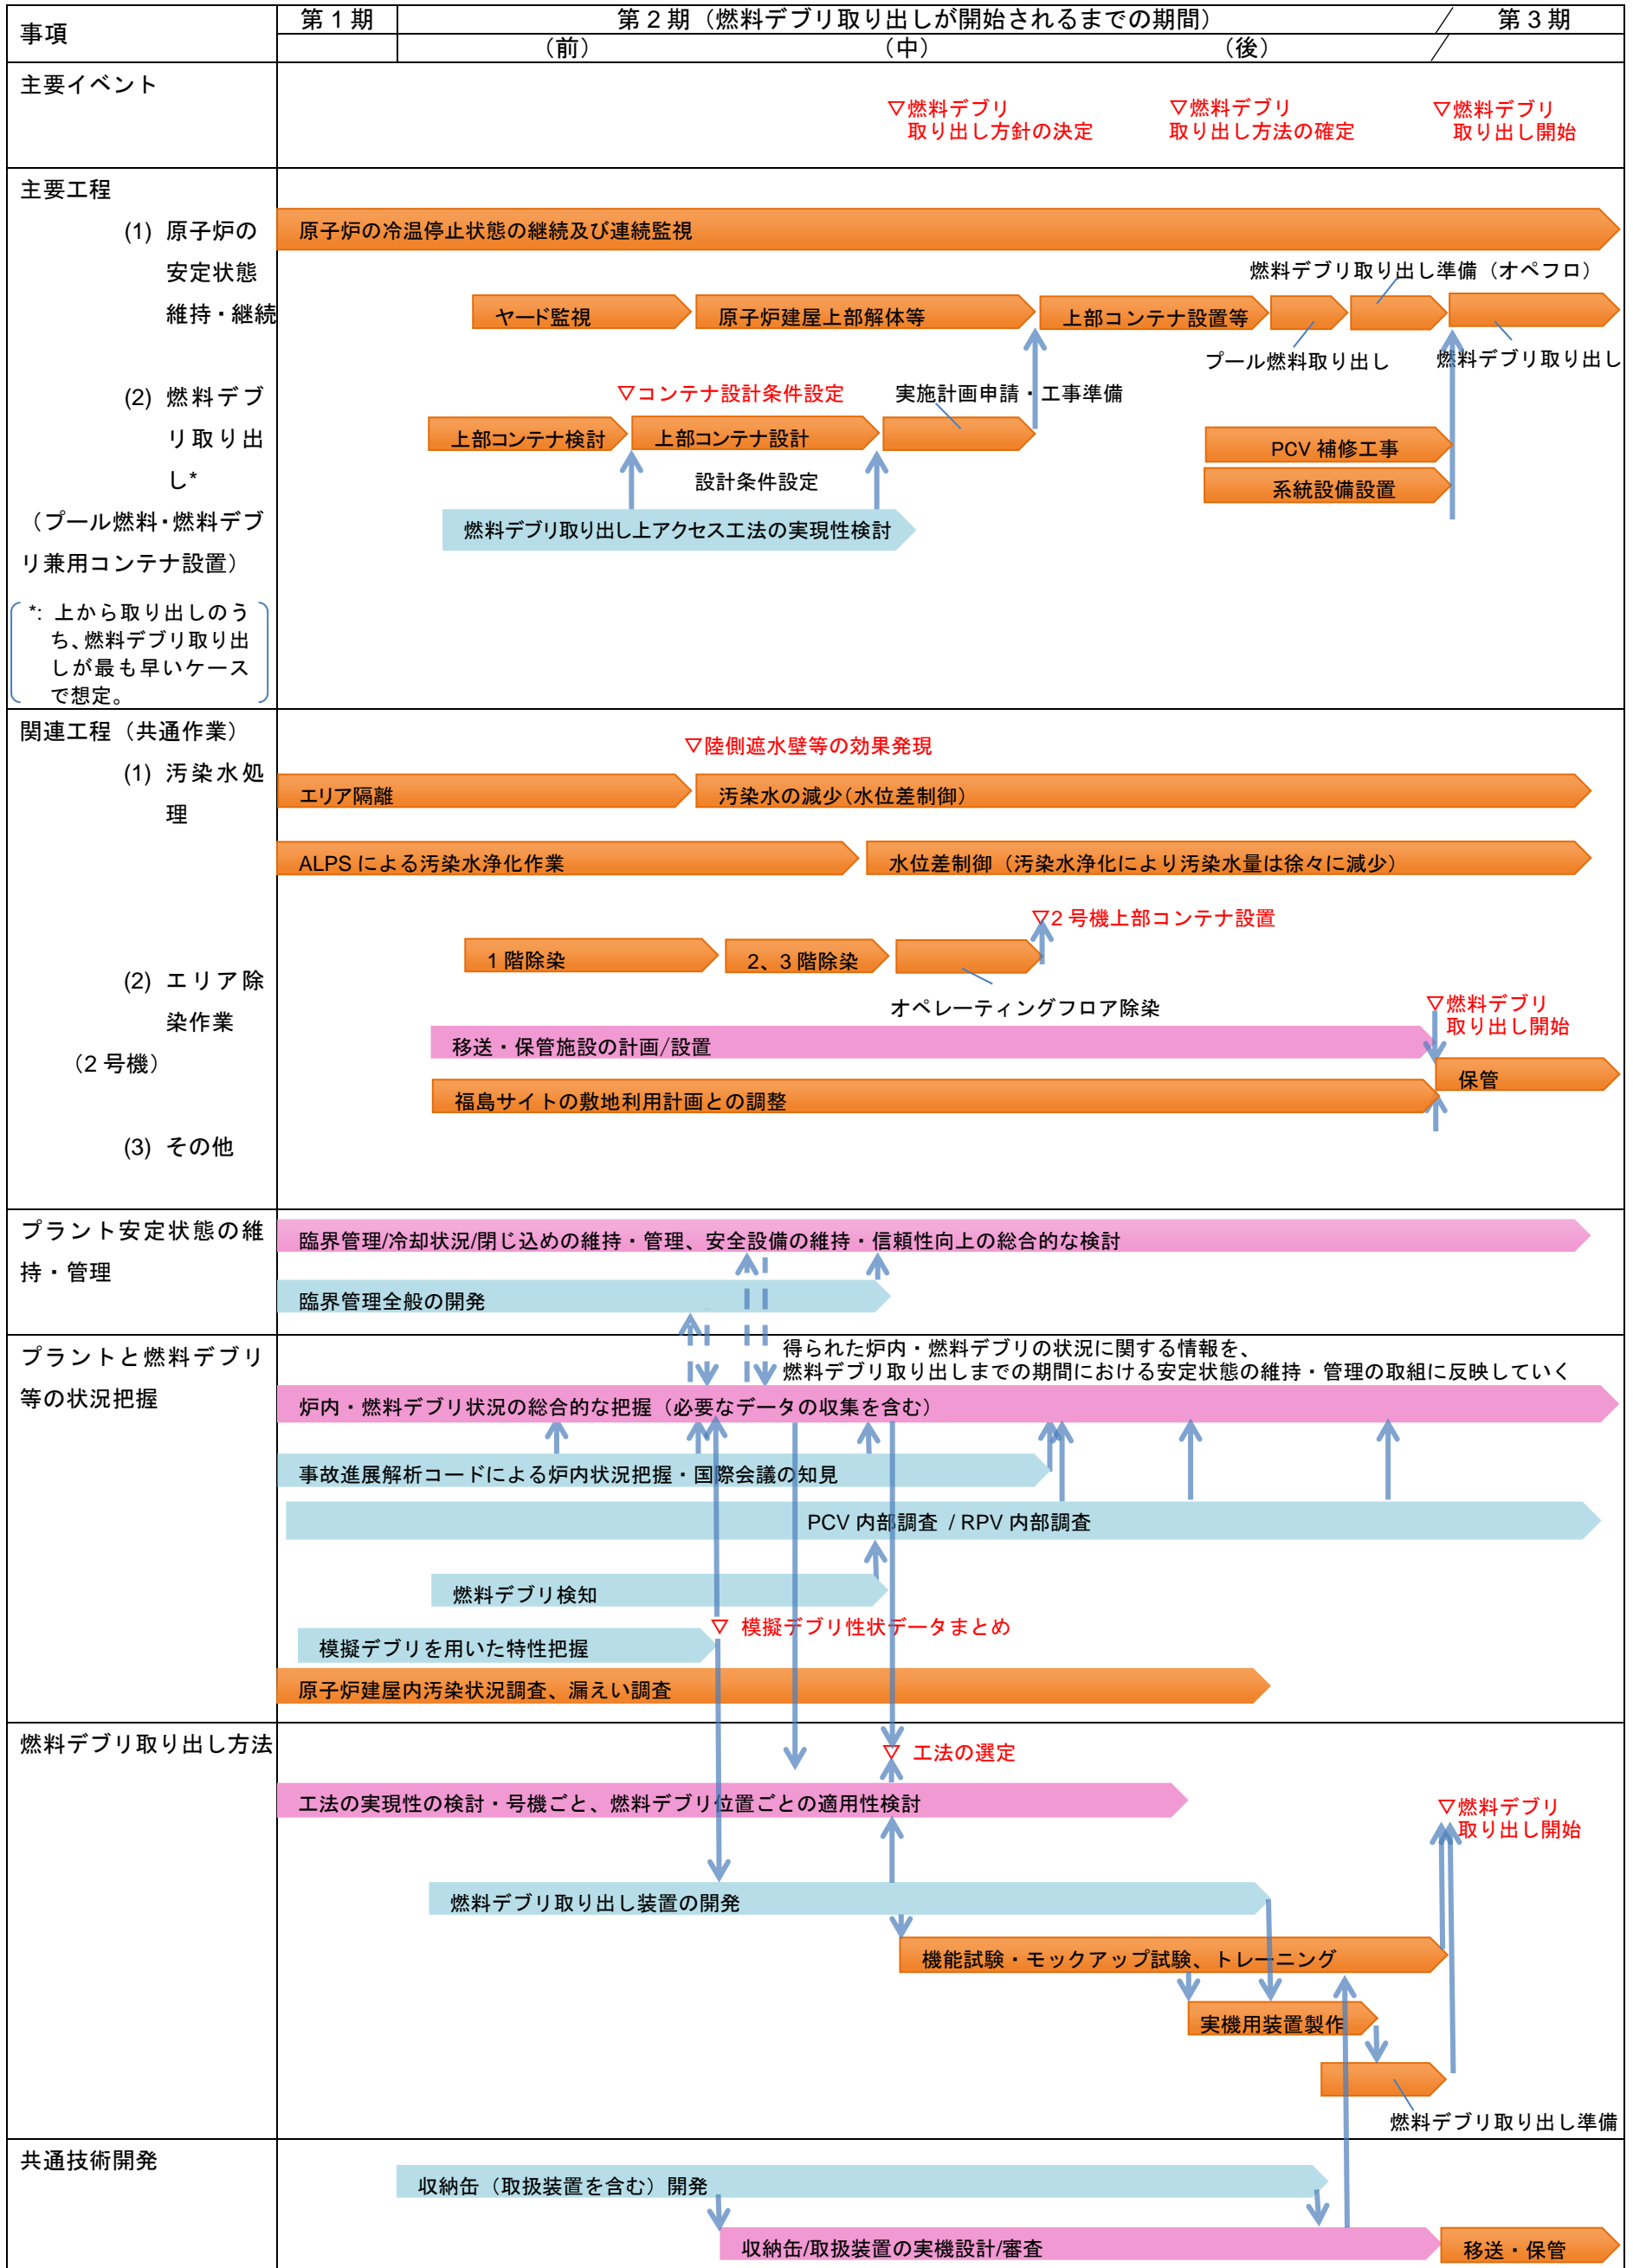 事項
第1期
第2期（燃料デブリ取り出しが開始されるまでの期間）
第3期
（前）
（中）
（後）
主要イベント
▽燃料デブリ
取り出し方針の決定
▽燃料デブリ
取り出し方法の確定
▽燃料デブリ
取り出し開始
主要工程
(1) 原子炉の
安定状態
維持・継続
原子炉の冷温停止状態の継続及び連続監視
燃料デブリ取り出し準備（オペフロ）
ヤード監視
原子炉建屋上部解体等
上部コンテナ設置等
プール燃料取り出し
燃料デブリ取出し
(2) 燃料デブ
リ取り出
し*
（プール燃料・燃料デブ
リ兼用コンテナ設置）
▽コンテナ設計条件設定
実施計画申請・工事準備
上部コンテナ検討
上部コンテナ設計
PCV 補修工事
設計条件設定
系統設備設置
燃料デブリ取り出し上アクセス工法の実現性検討
*: 上から取り出しのう
ち、燃料デブリ取り出
しが最も早いケース
で想定。
関連工程（共通作業）
(1) 汚染水処
理
▽陸側遮水壁等の効果発現
エリア隔離
汚染水の減少（水位差制御）
ALPS による汚染水浄化作業
水位差制御（汚染水浄化により汚染水量は徐々に減少）
▽2 号機上部コンテナ設置
(2) エリア除
染作業
（2 号機）
1 階除染
2、3 階除染
オペレーティングフロア除染
▽燃料デブリ
取り出し開始
移送・保管施設の計画/設置
保管
福島サイトの敷地利用計画との調整
(3) その他
プラント安定状態の維
持・管理
臨界管理/冷却状況/閉じ込めの維持・管理、安全設備の維持・信頼性向上の総合的な検討
臨界管理全般の開発
プラントと燃料デブリ
等の状況把握
得られた炉内・燃料デブリの状況に関する情報を、
燃料デブリ取り出しまでの期間における安定状態の維持・管理の取組に反映していく
炉内・燃料デブリ状況の総合的な把握（必要なデータの収集を含む）
事故進展解析コードによる炉内状況把握・国際会議の知見
PCV 内部調査 / RPV 内部調査
燃料デブリ検知
▽ 模擬デブリ性状データまとめ
模擬デブリを用いた特性把握
原子炉建屋内汚染状況調査、漏えい調査
燃料デブリ取り出し方法
▽ 工法の選定
工法の実現性の検討・号機ごと、燃料デブリ位置ごとの適用性検討
▽燃料デブリ
取り出し開始
燃料デブリ取り出し装置の開発
機能試験・モックアップ試験、トレーニング
実機用装置製作
燃料デブリ取り出し準備
共通技術開発
収納缶（取扱装置を含む）開発
収納缶/取扱装置の実機設計/審査
移送・保管